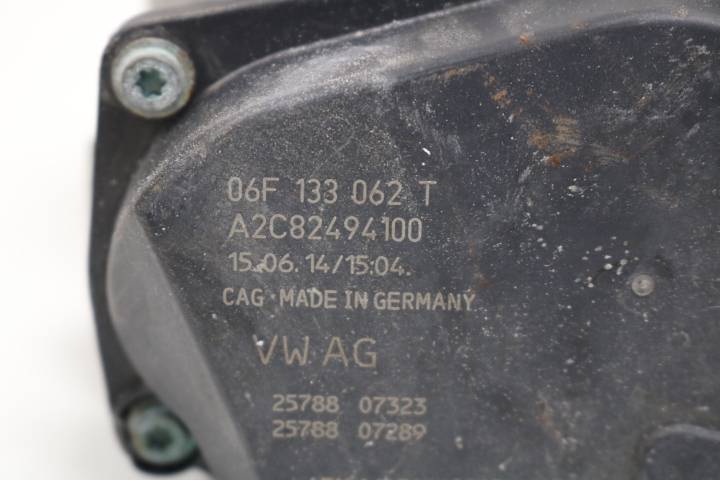 06F 133 062 T
A2C82494100
15.06.14/15:04.
CAG · MADE IN GERMANY
VW AG
25788 07323
25788 07289